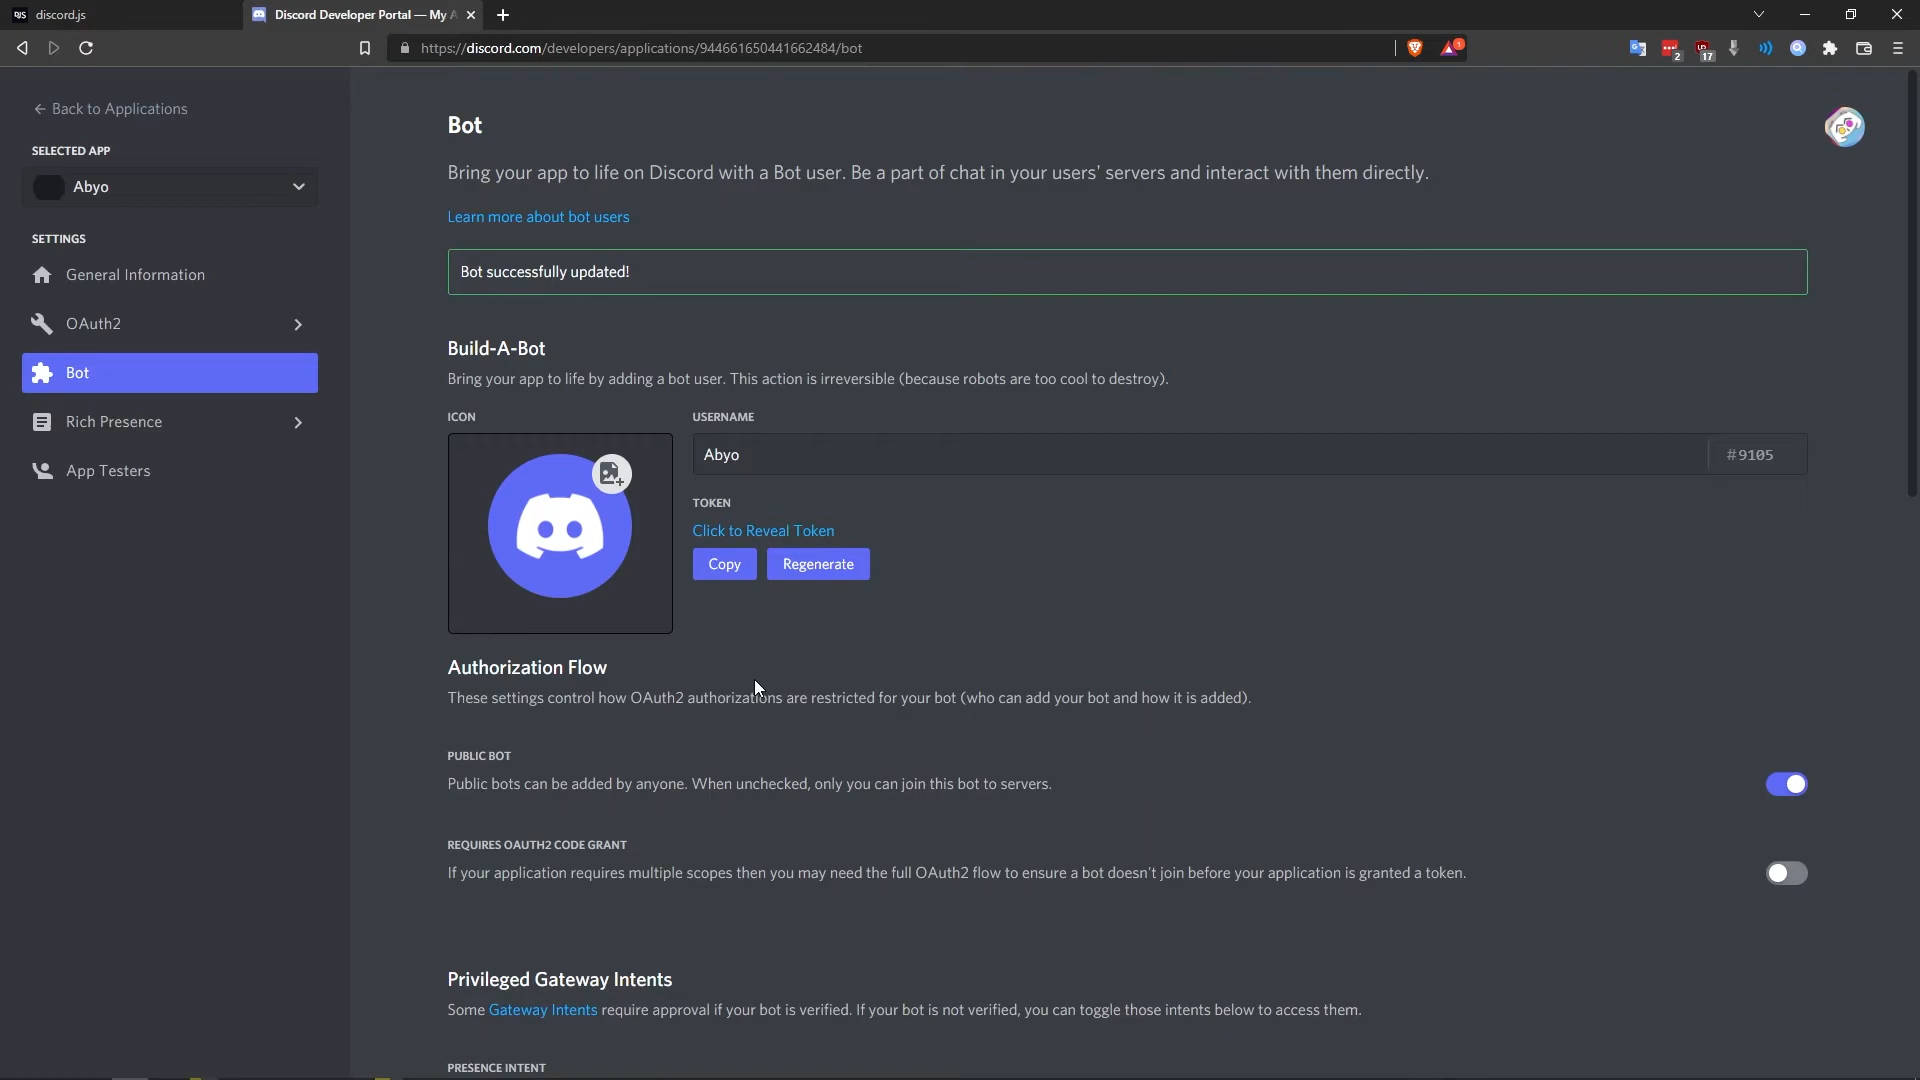 discord.js
Discord Developer Portal — My A
https://discord.com/developers/applications/944661650441662484/bot
1
2
17
Back to Applications
SELECTED APP
Abyo
SETTINGS
General Information
OAuth2
Bot
Rich Presence
App Testers
Bot
Bring your app to life on Discord with a Bot user. Be a part of chat in your users' servers and interact with them directly.
Learn more about bot users
Bot successfully updated!
Build-A-Bot
Bring your app to life by adding a bot user. This action is irreversible (because robots are too cool to destroy).
ICON
USERNAME
Abyo
#9105
TOKEN
Click to Reveal Token
Copy
Regenerate
Authorization Flow
These settings control how OAuth2 authorizations are restricted for your bot (who can add your bot and how it is added).
PUBLIC BOT
Public bots can be added by anyone. When unchecked, only you can join this bot to servers.
REQUIRES OAUTH2 CODE GRANT
If your application requires multiple scopes then you may need the full OAuth2 flow to ensure a bot doesn't join before your application is granted a token.
Privileged Gateway Intents
Some Gateway Intents require approval if your bot is verified. If your bot is not verified, you can toggle those intents below to access them.
PRESENCE INTENT